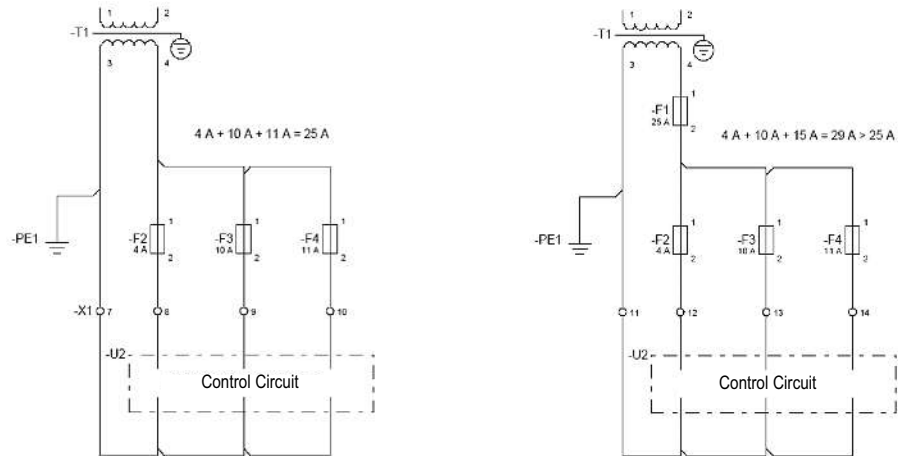 1 2
-T1
3 4
4 A + 10 A + 11 A = 25 A
-PE1
1
-F2
4 A
2
1
-F3
10 A
2
1
-F4
11 A
2
-X1 7 8 9 10
-U2
Control Circuit
1 2
-T1
3 4
1
-F1
25 A
2
4 A + 10 A + 15 A = 29 A > 25 A
-PE1
1
-F2
4 A
2
1
-F3
10 A
2
1
-F4
11 A
2
11 12 13 14
-U2
Control Circuit